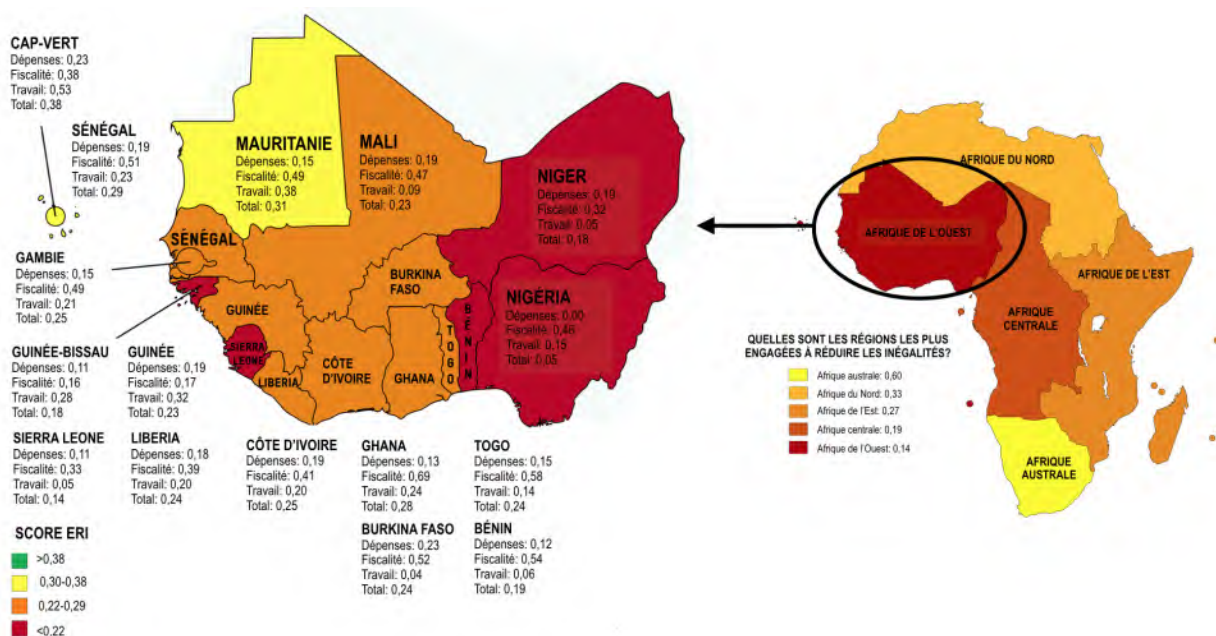 CAP-VERT
Dépenses: 0,23
Fiscalité: 0,38
Travail: 0,53
Total: 0,38
SÉNÉGAL
Dépenses: 0,19
Fiscalité: 0,51
Travail: 0,23
Total: 0,29
MAURITANIE
Dépenses: 0,15
Fiscalité: 0,49
Travail: 0,38
Total: 0,31
MALI
Dépenses: 0,19
Fiscalité: 0,47
Travail: 0,09
Total: 0,23
NIGER
Dépenses: 0,19
Fiscalité: 0,32
Travail: 0,05
Total: 0,18
SÉNÉGAL
GAMBIE
Dépenses: 0,15
Fiscalité: 0,49
Travail: 0,21
Total: 0,25
BURKINA
FASO
NIGÉRIA
Dépenses: 0,00
Fiscalité: 0,46
Travail: 0,15
Total: 0,05
GUINÉE
SIERRA
LEONE
LIBERIA
CÔTE
D'IVOIRE
GHANA
TOGO
BÉNIN
GUINÉE-BISSAU
Dépenses: 0,11
Fiscalité: 0,16
Travail: 0,28
Total: 0,18
GUINÉE
Dépenses: 0,19
Fiscalité: 0,17
Travail: 0,32
Total: 0,23
SIERRA LEONE
Dépenses: 0,11
Fiscalité: 0,33
Travail: 0,05
Total: 0,14
LIBERIA
Dépenses: 0,18
Fiscalité: 0,39
Travail: 0,20
Total: 0,24
CÔTE D'IVOIRE
Dépenses: 0,19
Fiscalité: 0,41
Travail: 0,20
Total: 0,25
GHANA
Dépenses: 0,13
Fiscalité: 0,69
Travail: 0,24
Total: 0,28
TOGO
Dépenses: 0,15
Fiscalité: 0,58
Travail: 0,14
Total: 0,24
BURKINA FASO
Dépenses: 0,23
Fiscalité: 0,52
Travail: 0,04
Total: 0,24
BÉNIN
Dépenses: 0,12
Fiscalité: 0,54
Travail: 0,06
Total: 0,19
SCORE ERI
>0,38
0,30-0,38
0,22-0,29
<0.22
AFRIQUE DU NORD
AFRIQUE DE L'OUEST
AFRIQUE DE L'EST
AFRIQUE
CENTRALE
AFRIQUE
AUSTRALE
QUELLES SONT LES RÉGIONS LES PLUS
ENGAGÉES À RÉDUIRE LES INÉGALITÉS?
Afrique australe: 0,60
Afrique du Nord: 0,33
Afrique de l'Est: 0,27
Afrique centrale: 0,19
Afrique de l'Ouest: 0,14